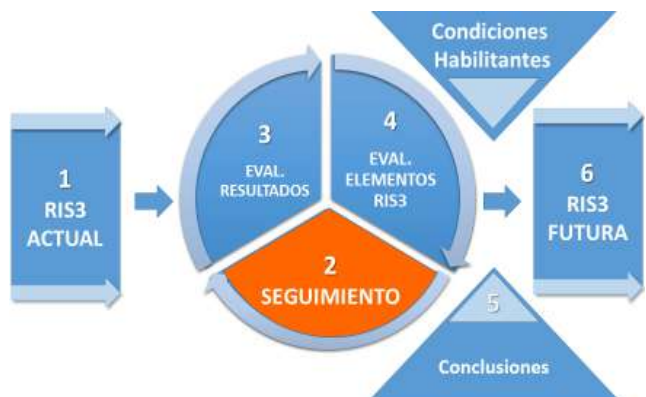 1
RIS3
ACTUAL
3
EVAL.
RESULTADOS
4
EVAL.
ELEMENTOS
RIS3
2
SEGUIMIENTO
Condiciones
Habilitantes
5
Conclusiones
6
RIS3
FUTURA